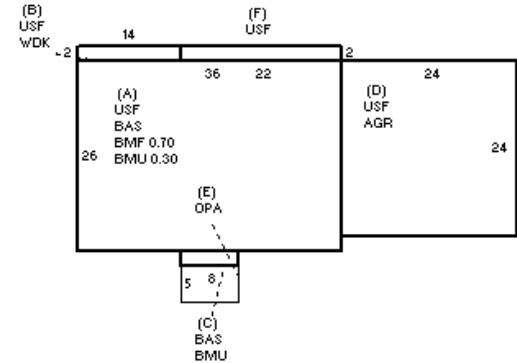 (B)
USF
WDK
2
14
(F)
USF
2
36
22
24
(A)
USF
BAS
BMF 0.70
BMU 0.30
26
(D)
USF
AGR
24
(E)
OPA
5
8
(C)
BAS
BMU